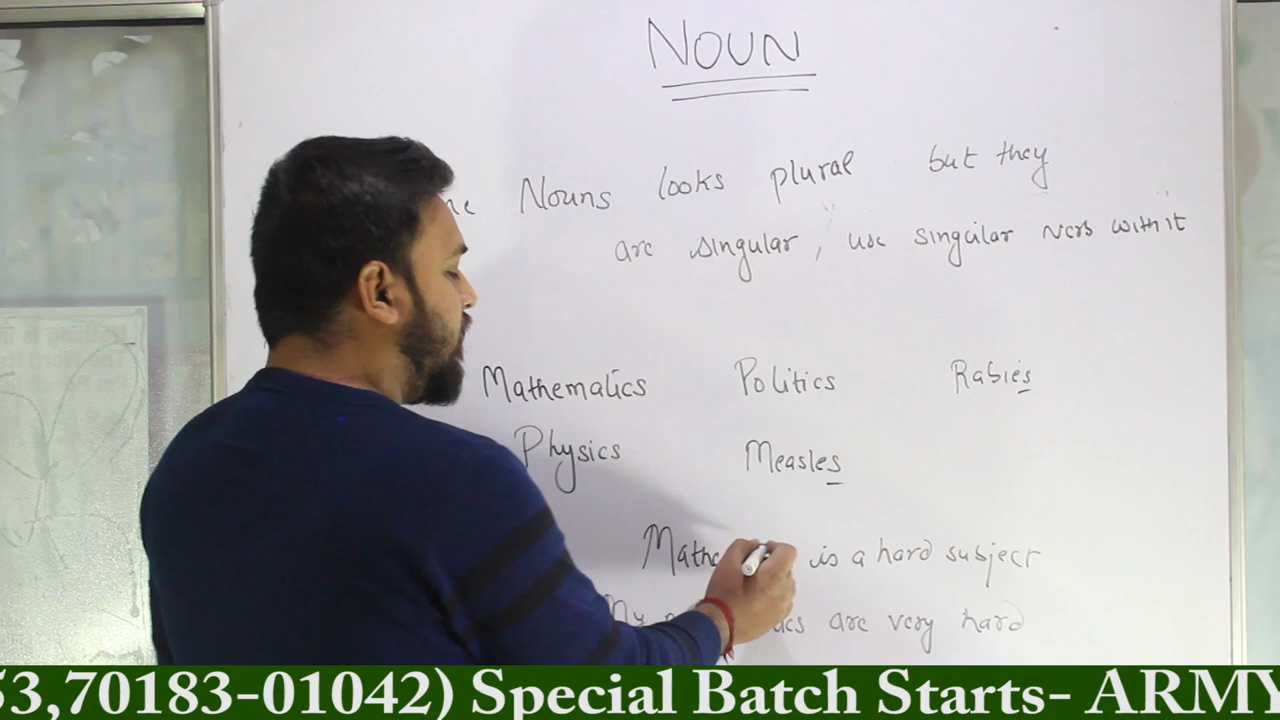 NOUN
Nouns looks plural but they
are singular, use singular verb with it
Mathematics Politics Rabies
Physics Measles
is a hard subject
My are very hard
53,70183-01042) Special Batch Starts- ARMY